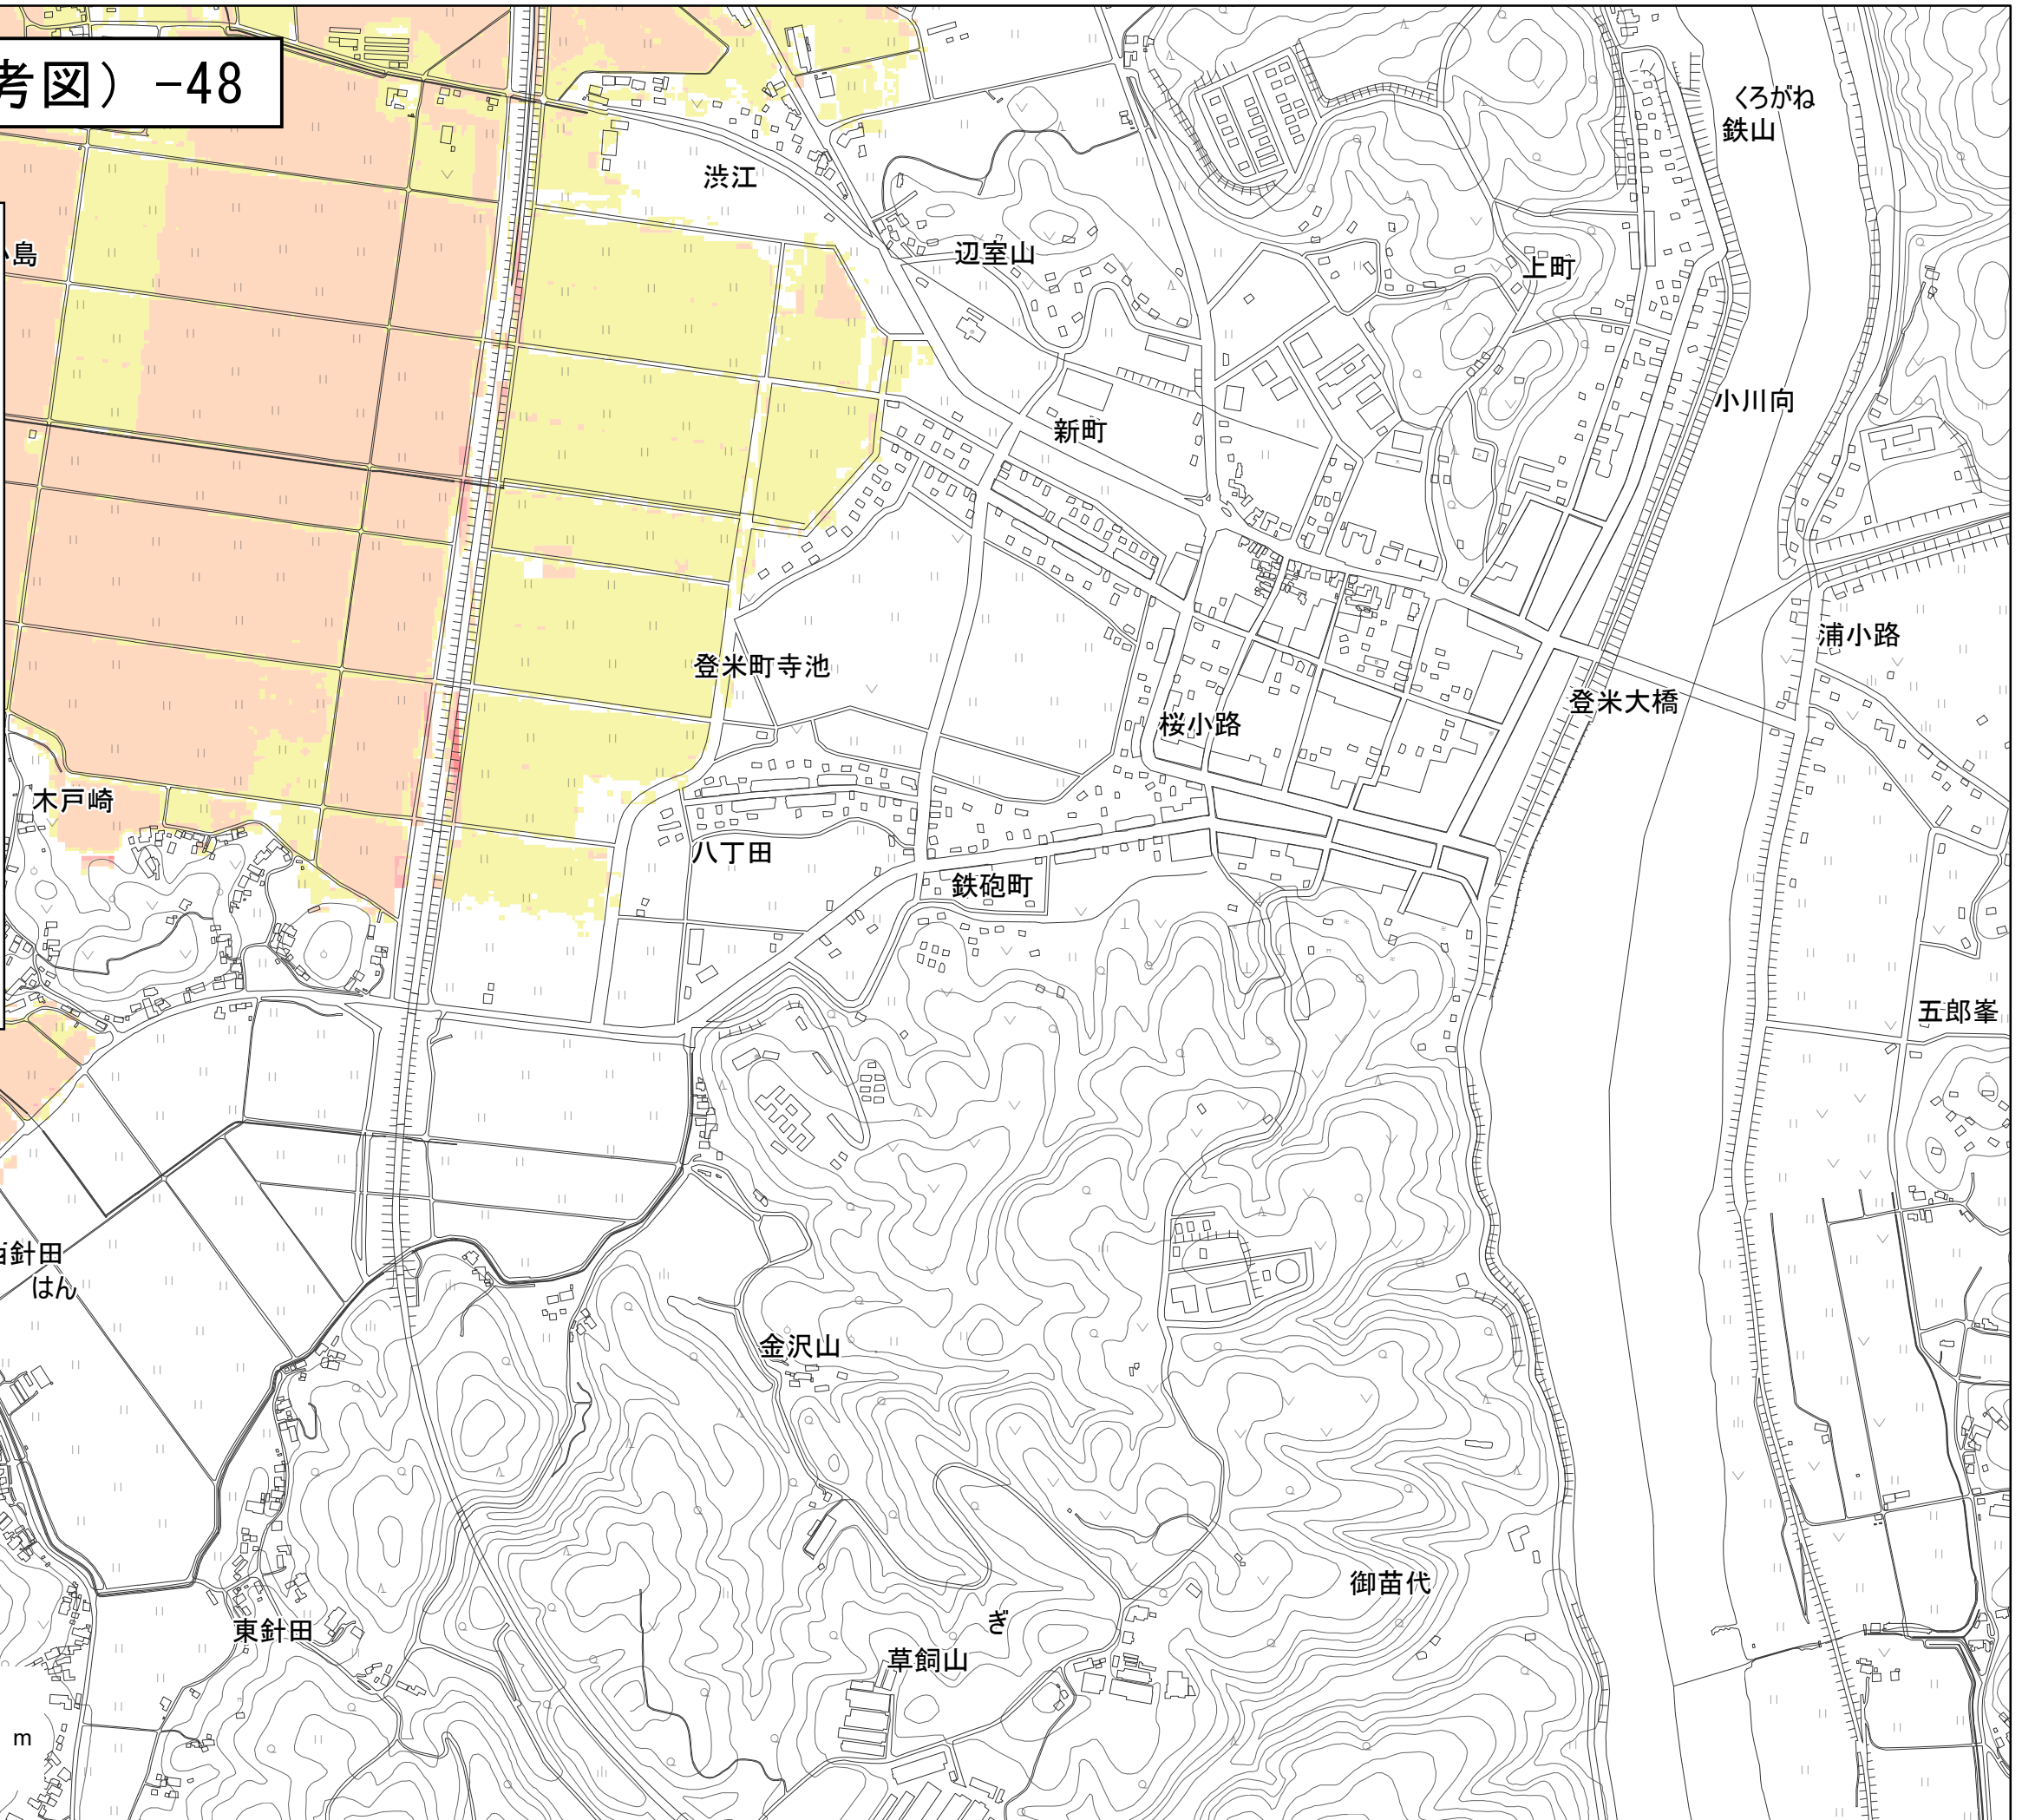 考図）-48
くろがね
鉄山
渋江
島
辺室山
上町
小川向
新町
浦小路
登米町寺池
登米大橋
桜小路
木戸崎
八丁田
鉄砲町
五郎峯
針田
はん
金沢山
御苗代
ぎ
東針田
草飼山
m